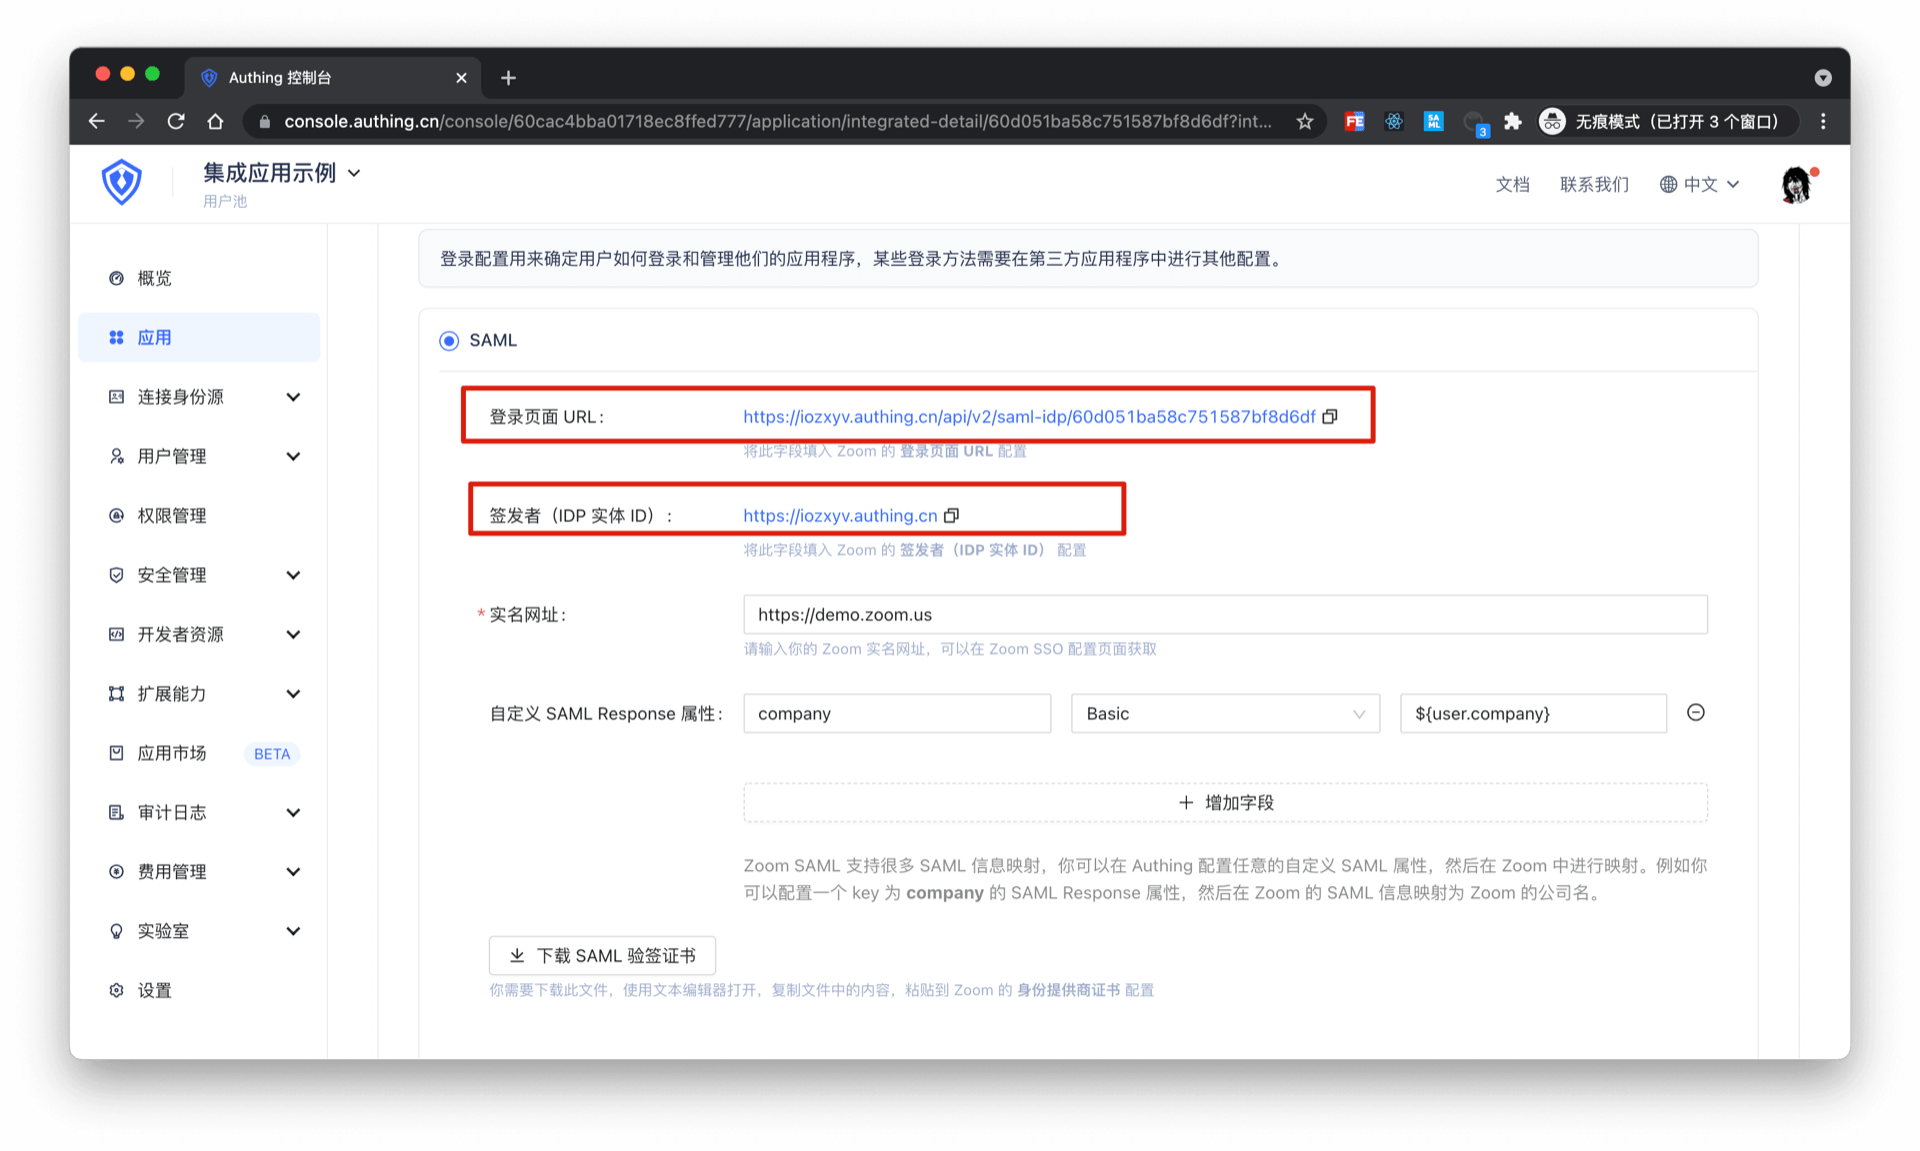 Authing 控制台
console.authing.cn/console/60cac4bba01718ec8ffed777/application/integrated-detail/60d051ba58c751587bf8d6df?int...
FE
SA
ML
3
无痕模式（已打开 3 个窗口）
集成应用示例
用户池
文档
联系我们
中文
概览
应用
连接身份源
用户管理
权限管理
安全管理
开发者资源
扩展能力
应用市场 BETA
审计日志
费用管理
实验室
设置
登录配置用来确定用户如何登录和管理他们的应用程序，某些登录方法需要在第三方应用程序中进行其他配置。
SAML
登录页面 URL： https://iozxyv.authing.cn/api/v2/saml-idp/60d051ba58c751587bf8d6df
将此字段填入 Zoom 的 登录页面 URL 配置
签发者（IDP 实体 ID）： https://iozxyv.authing.cn
将此字段填入 Zoom 的 签发者（IDP 实体 ID） 配置
* 实名网址： https://demo.zoom.us
请输入你的 Zoom 实名网址，可以在 Zoom SSO 配置页面获取
自定义 SAML Response 属性： company Basic ${user.company}
+ 增加字段
Zoom SAML 支持很多 SAML 信息映射，你可以在 Authing 配置任意的自定义 SAML 属性，然后在 Zoom 中进行映射。例如你
可以配置一个 key 为 company 的 SAML Response 属性，然后在 Zoom 的 SAML 信息映射为 Zoom 的公司名。
下载 SAML 验签证书
你需要下载此文件，使用文本编辑器打开，复制文件中的内容，粘贴到 Zoom 的 身份提供商证书 配置